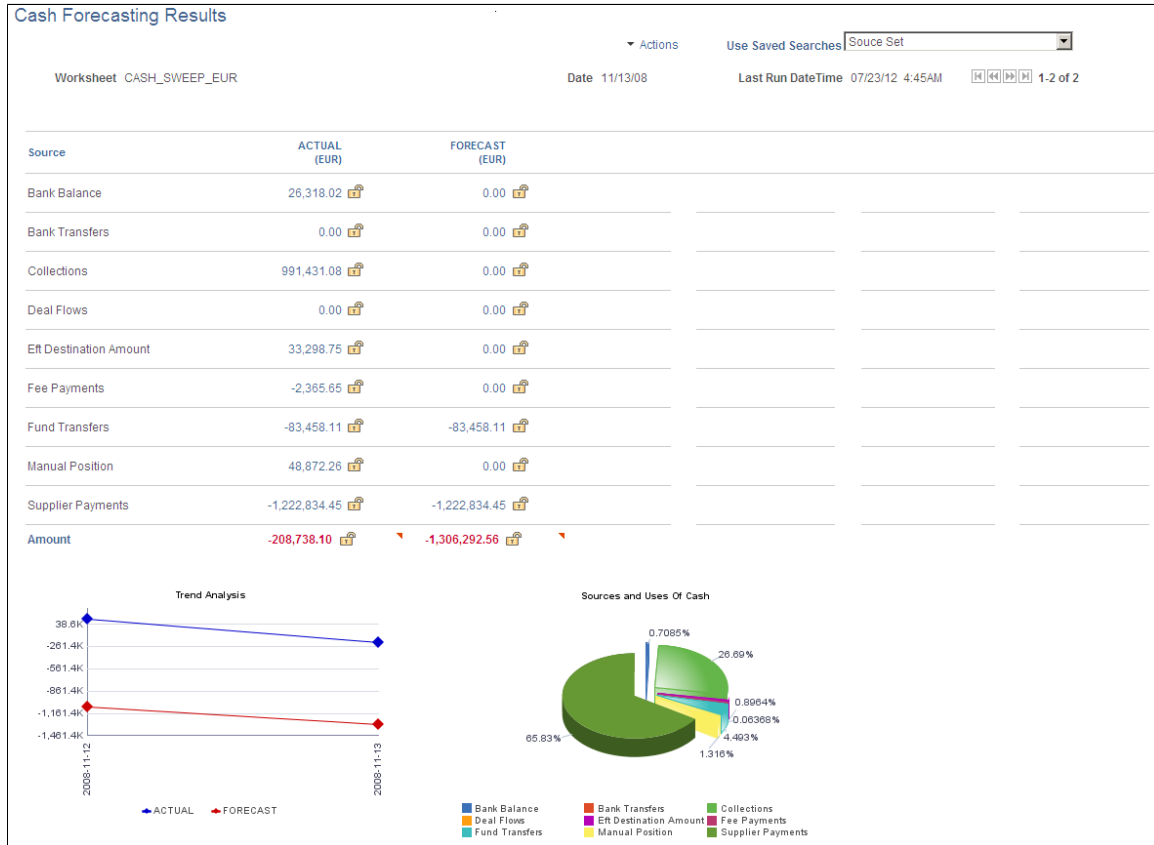 Cash Forecasting Results
Actions Use Saved Searches Souce Set
Worksheet CASH_SWEEP_EUR Date 11/13/08 Last Run DateTime 07/23/12 4:45AM 1-2 of 2
Source ACTUAL (EUR) FORECAST (EUR)
Bank Balance 26,318.02 0.00
Bank Transfers 0.00 0.00
Collections 991,431.08 0.00
Deal Flows 0.00 0.00
Eft Destination Amount 33,298.75 0.00
Fee Payments -2,365.65 0.00
Fund Transfers -83,458.11 -83,458.11
Manual Position 48,872.26 0.00
Supplier Payments -1,222,834.45 -1,222,834.45
Amount -208,738.10 -1,306,292.56
Trend Analysis
38.6K
-261.4K
-561.4K
-861.4K
-1,161.4K
-1,461.4K
2008-11-12
2008-11-13
ACTUAL FORECAST
Sources and Uses Of Cash
0.7085%
26.69%
0.8964%
0.06368%
4.493%
1.316%
65.83%
Bank Balance Bank Transfers Collections
Deal Flows Eft Destination Amount Fee Payments
Fund Transfers Manual Position Supplier Payments